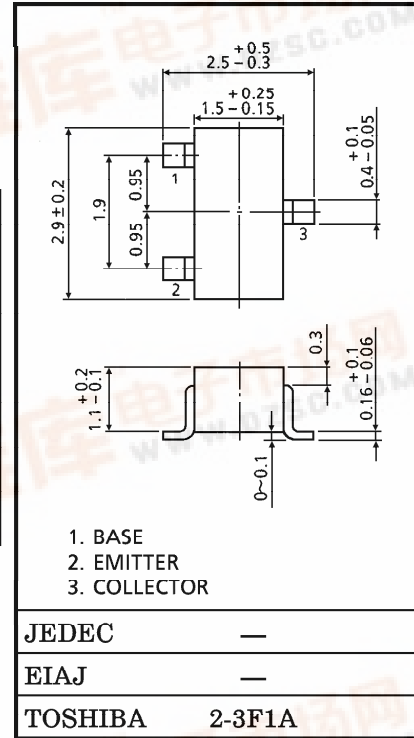 +0.5
2.5 – 0.3
+0.25
1.5 – 0.15
2.9 ± 0.2
1.9
0.95
0.95
1
2
3
+0.1
0.4 – 0.05
+0.2
1.1 – 0.1
0.3
+0.1
0.16 – 0.06
0~0.1
1. BASE
2. EMITTER
3. COLLECTOR
JEDEC —
EIAJ —
TOSHIBA 2-3F1A